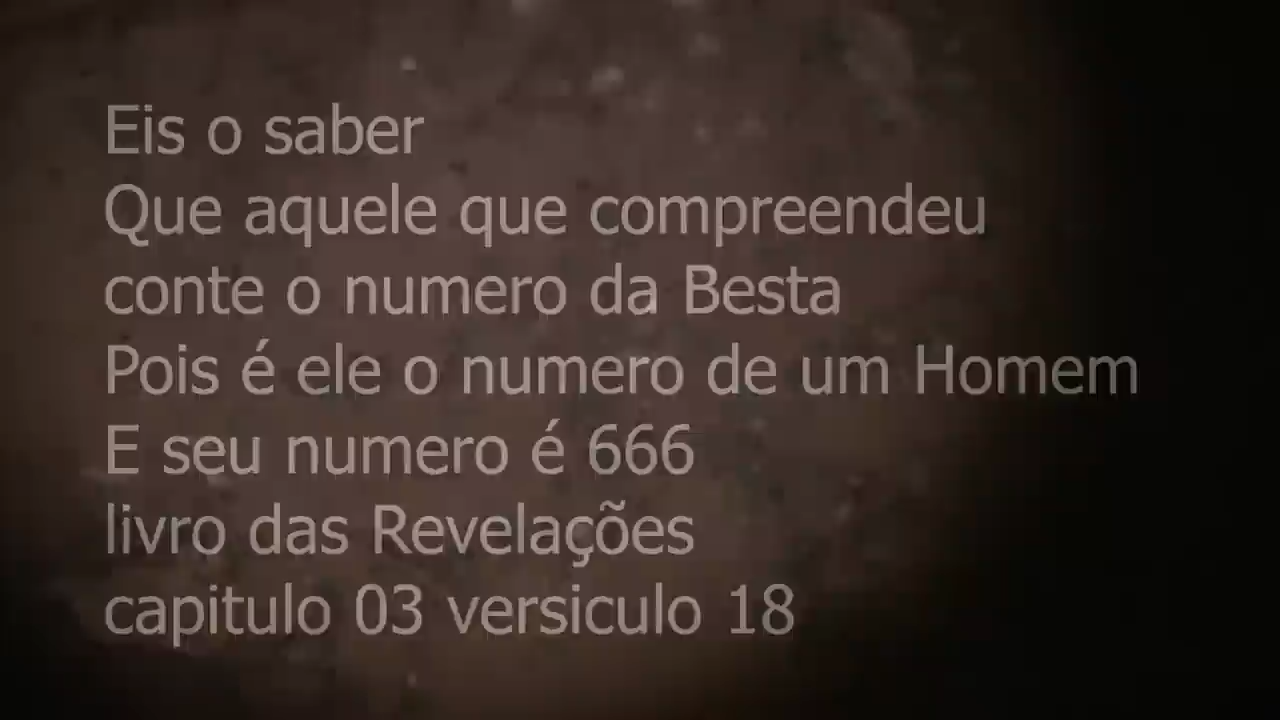 Eis o saber
Que aquele que compreendeu
conte o numero da Besta
Pois é ele o numero de um Homem
E seu numero é 666
livro das Revelações
capitulo 03 versiculo 18